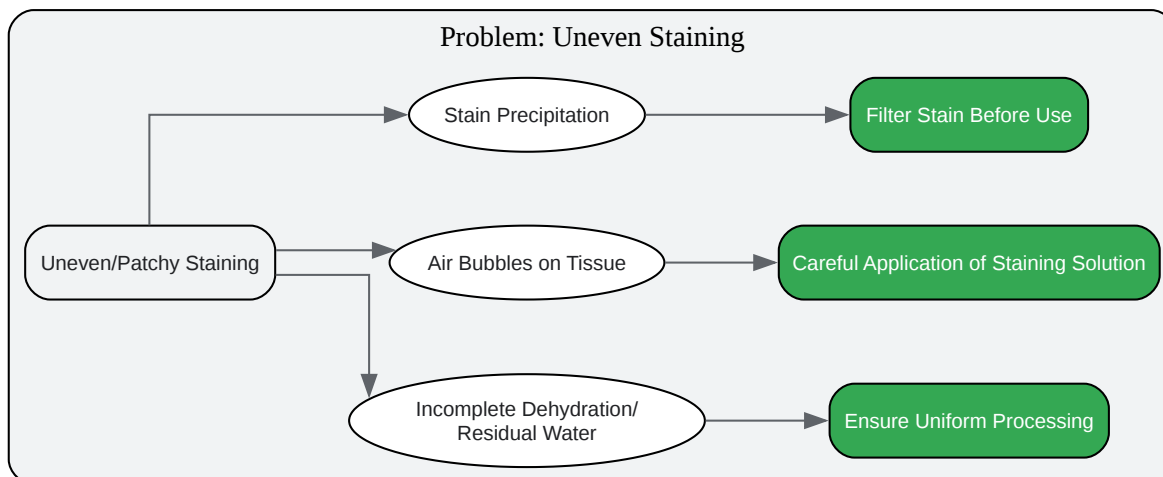 Problem: Uneven Staining
Stain Precipitation
Filter Stain Before Use
Uneven/Patchy Staining
Air Bubbles on Tissue
Careful Application of Staining Solution
Incomplete Dehydration/
Residual Water
Ensure Uniform Processing